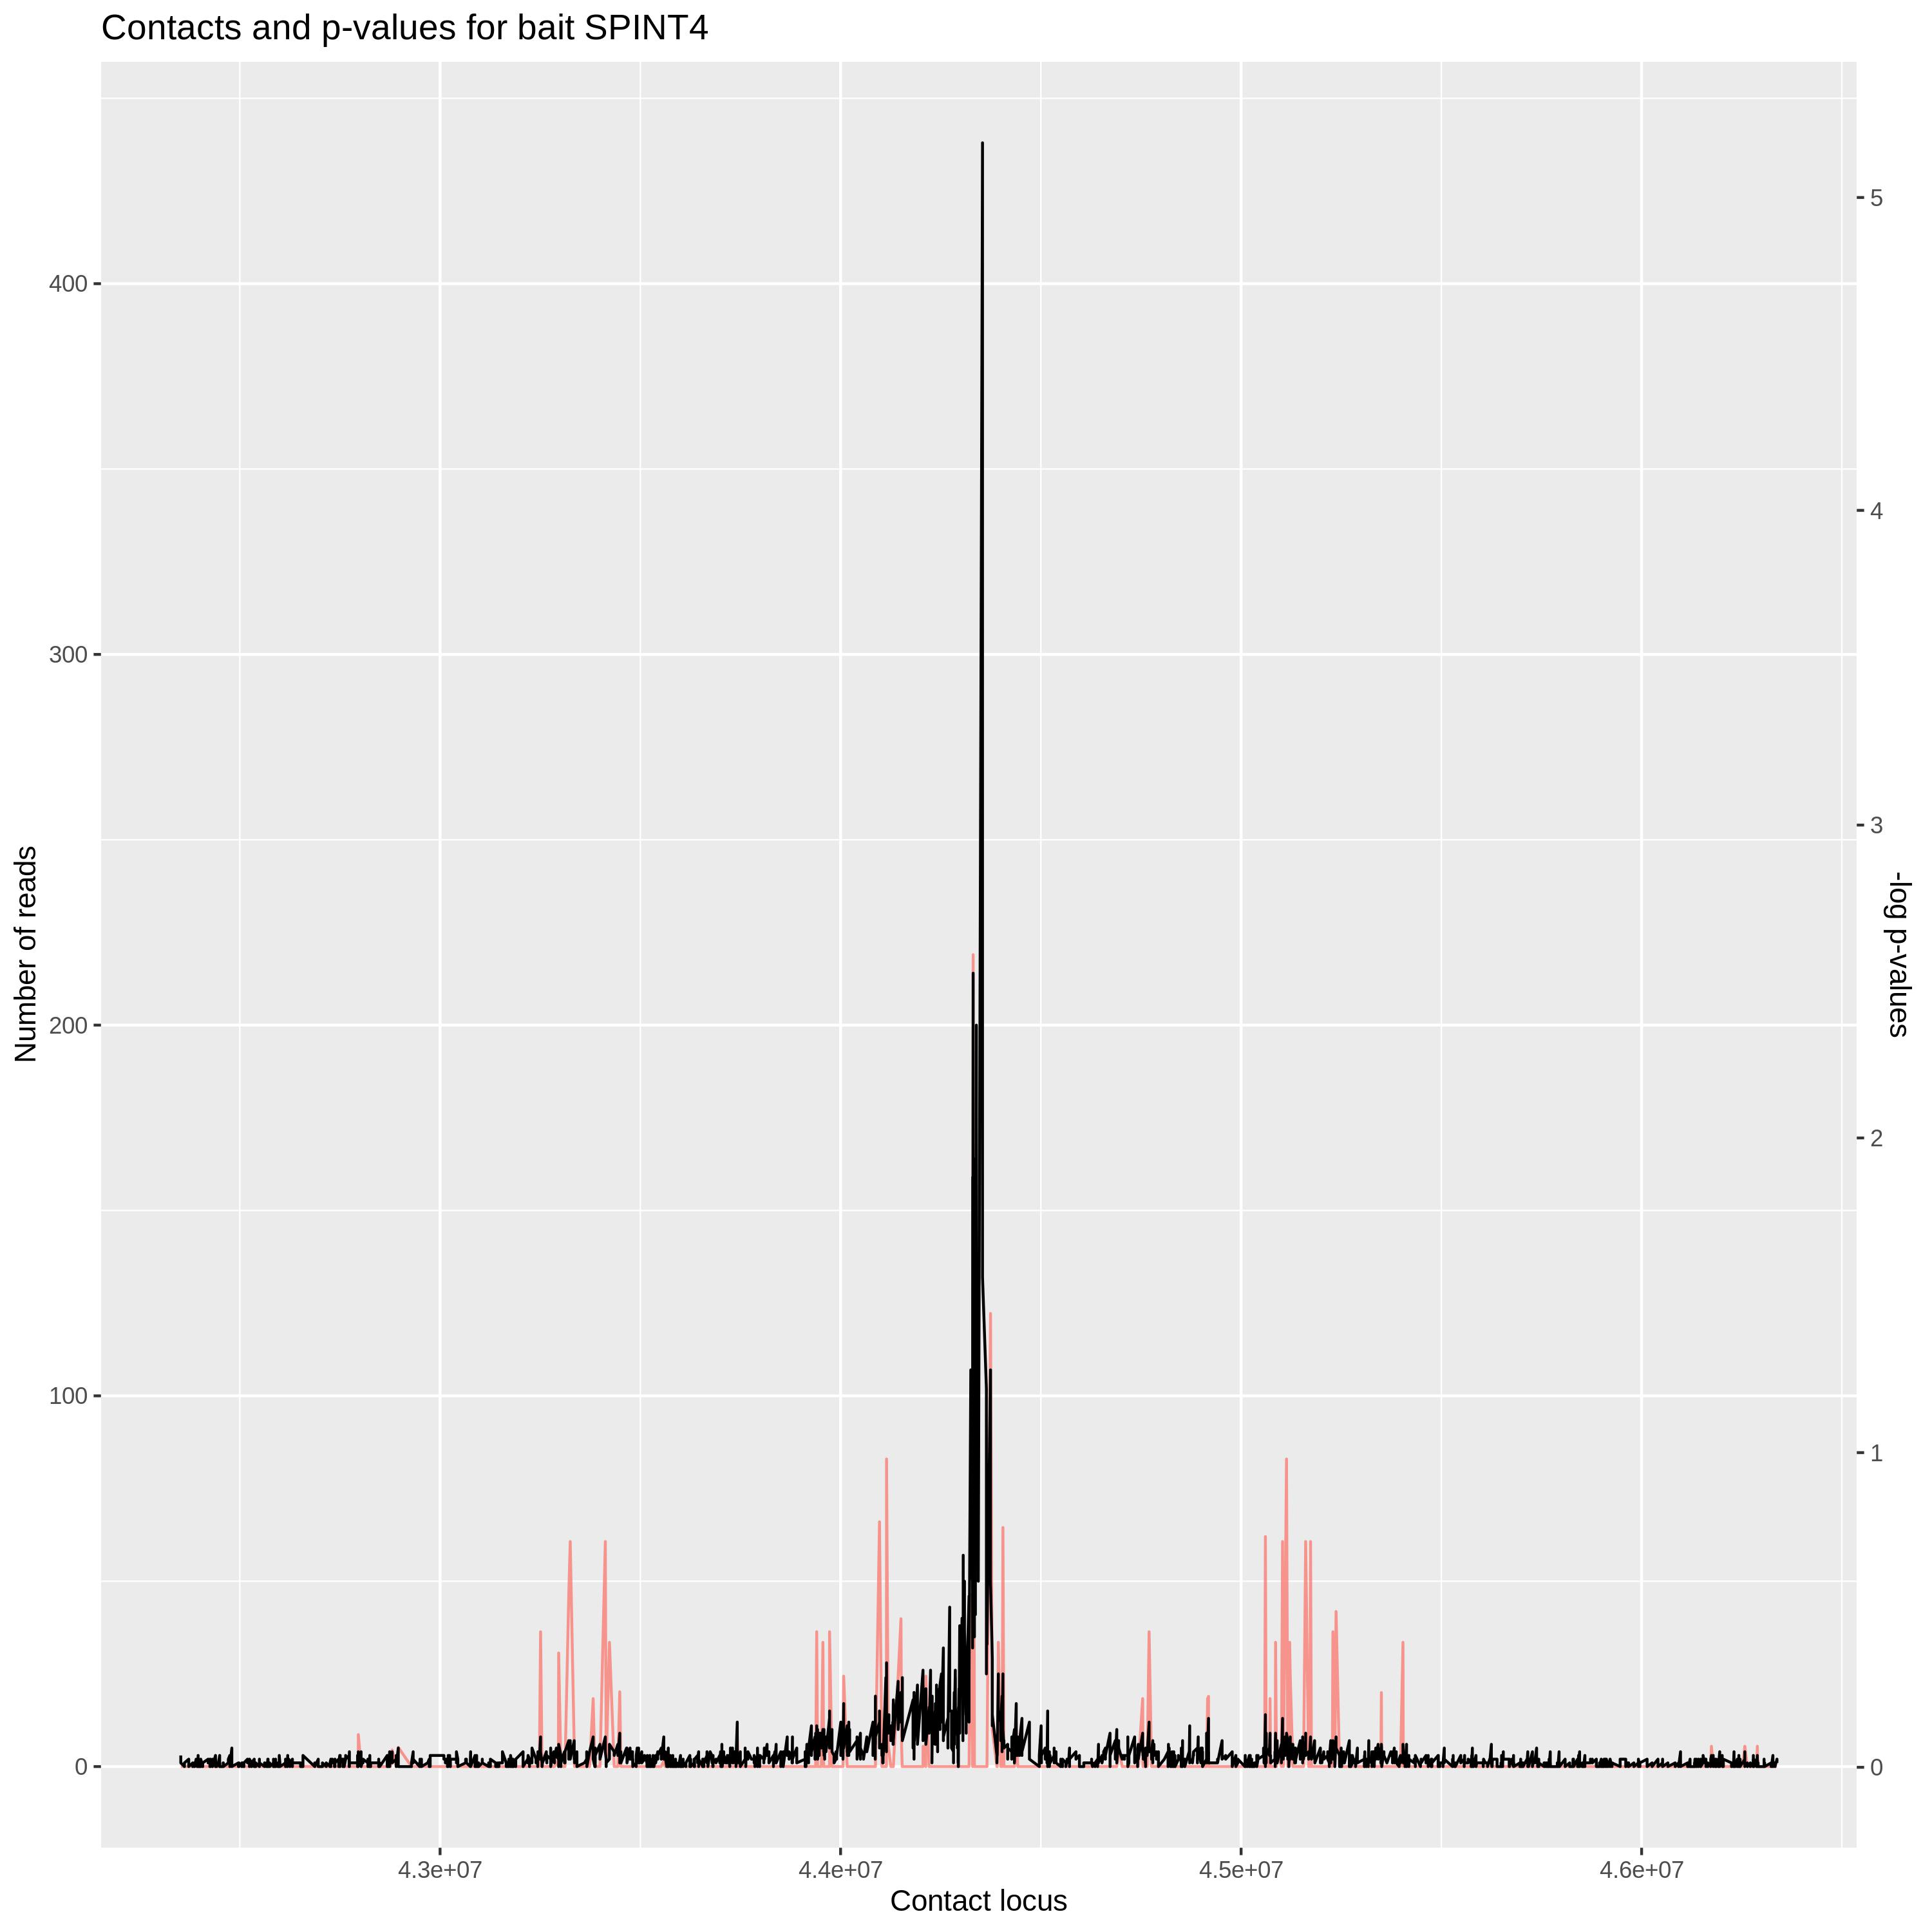 Contacts and p-values for bait SPINT4
400
300
200
100
0
Number of reads
5
4
3
2
1
0
-log p-values
4.3e+07
4.4e+07
4.5e+07
4.6e+07
Contact locus